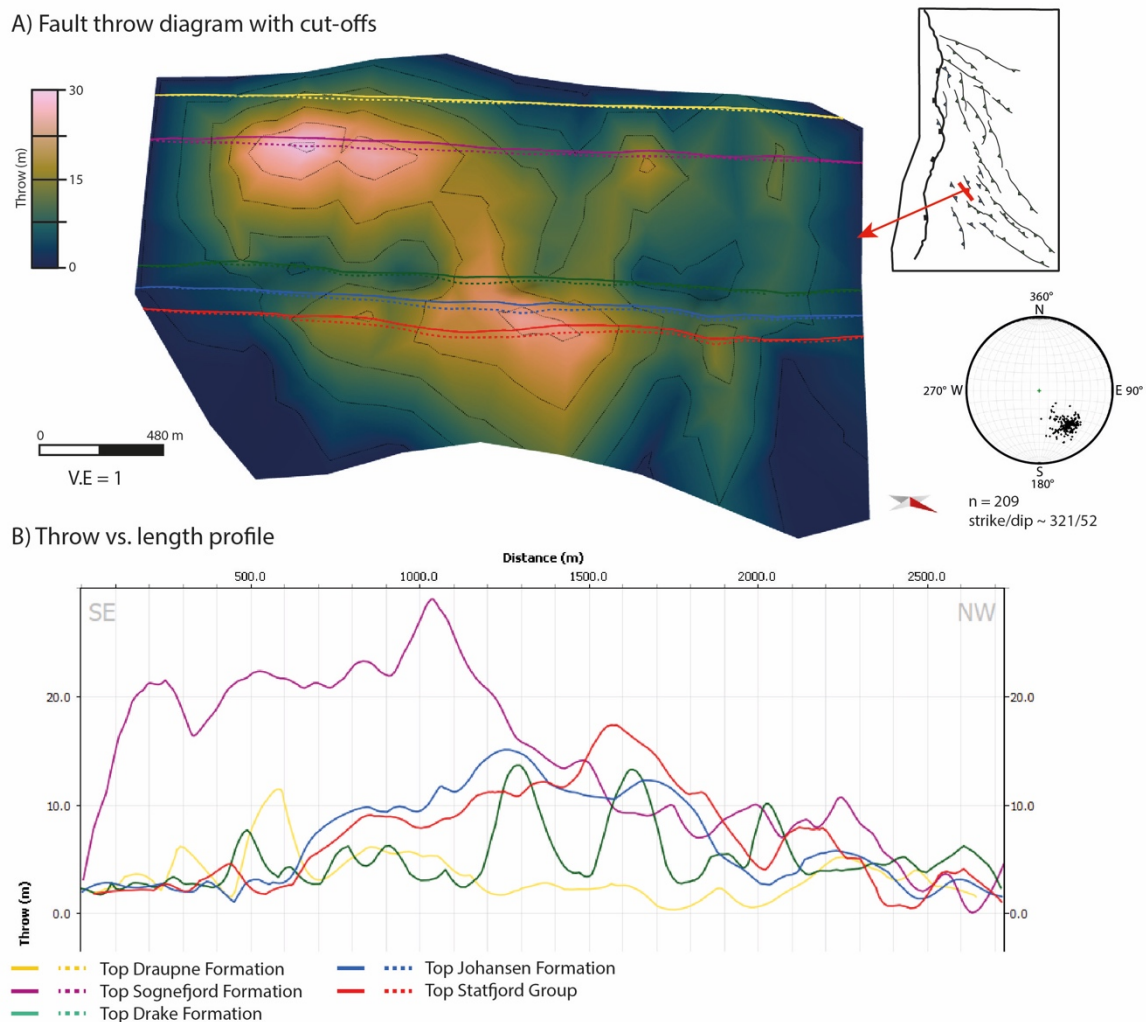 A) Fault throw diagram with cut-offs
Throw (m)
30
15
0
0 480 m
V.E = 1
360°
N
270° W
E 90°
S
180°
n = 209
strike/dip ~ 321/52
B) Throw vs. length profile
Distance (m)
500.0 1000.0 1500.0 2000.0 2500.0
SE NW
20.0 20.0
10.0 10.0
0.0 0.0
Throw (m)
Top Draupne Formation
Top Sognefjord Formation
Top Drake Formation
Top Johansen Formation
Top Statfjord Group